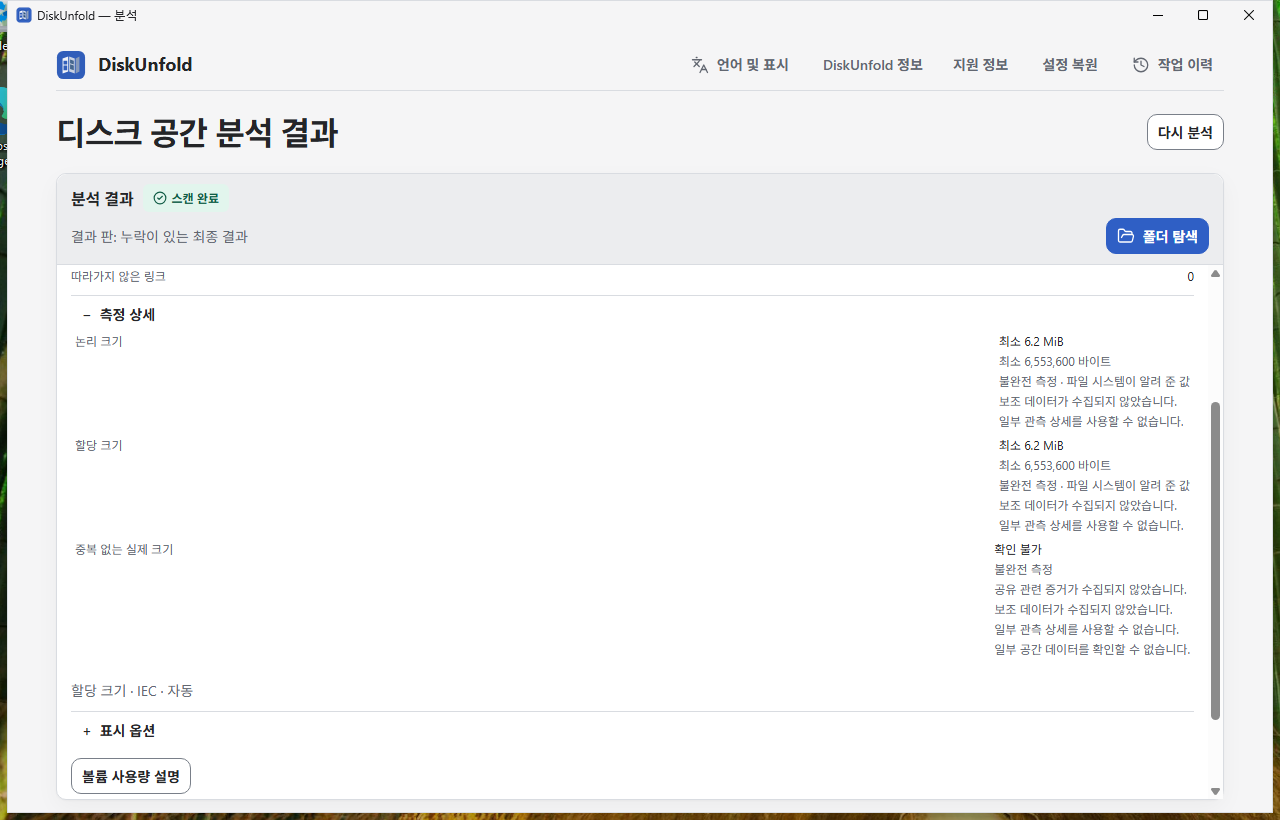 DiskUnfold — 분석
DiskUnfold
언어 및 표시
DiskUnfold 정보
지원 정보
설정 복원
작업 이력
디스크 공간 분석 결과
다시 분석
분석 결과
스캔 완료
결과 판: 누락이 있는 최종 결과
폴더 탐색
따라가지 않은 링크
0
− 측정 상세
논리 크기
최소 6.2 MiB
최소 6,553,600 바이트
불완전 측정 · 파일 시스템이 알려 준 값
보조 데이터가 수집되지 않았습니다.
일부 관측 상세를 사용할 수 없습니다.
할당 크기
최소 6.2 MiB
최소 6,553,600 바이트
불완전 측정 · 파일 시스템이 알려 준 값
보조 데이터가 수집되지 않았습니다.
일부 관측 상세를 사용할 수 없습니다.
중복 없는 실제 크기
확인 불가
불완전 측정
공유 관련 증거가 수집되지 않았습니다.
보조 데이터가 수집되지 않았습니다.
일부 관측 상세를 사용할 수 없습니다.
일부 공간 데이터를 확인할 수 없습니다.
할당 크기 · IEC · 자동
+ 표시 옵션
볼륨 사용량 설명